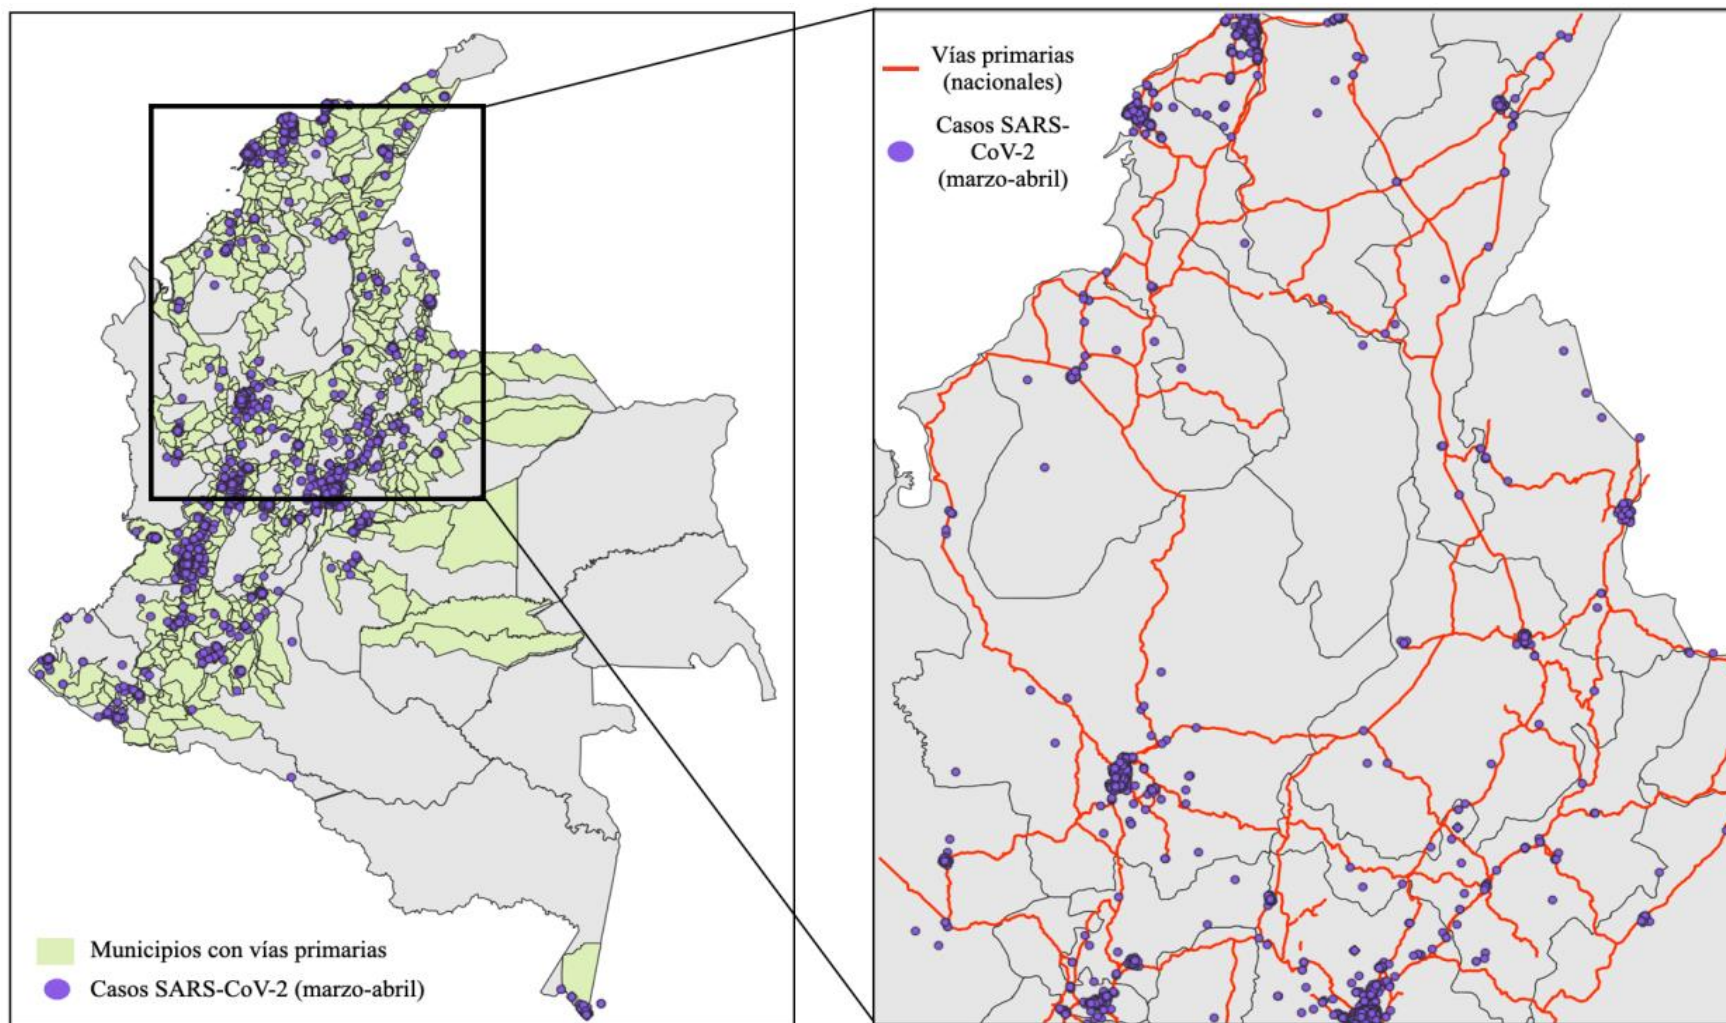 Municipios con vías primarias
Casos SARS-CoV-2 (marzo-abril)
Vías primarias
(nacionales)
Casos SARS-
CoV-2
(marzo-abril)